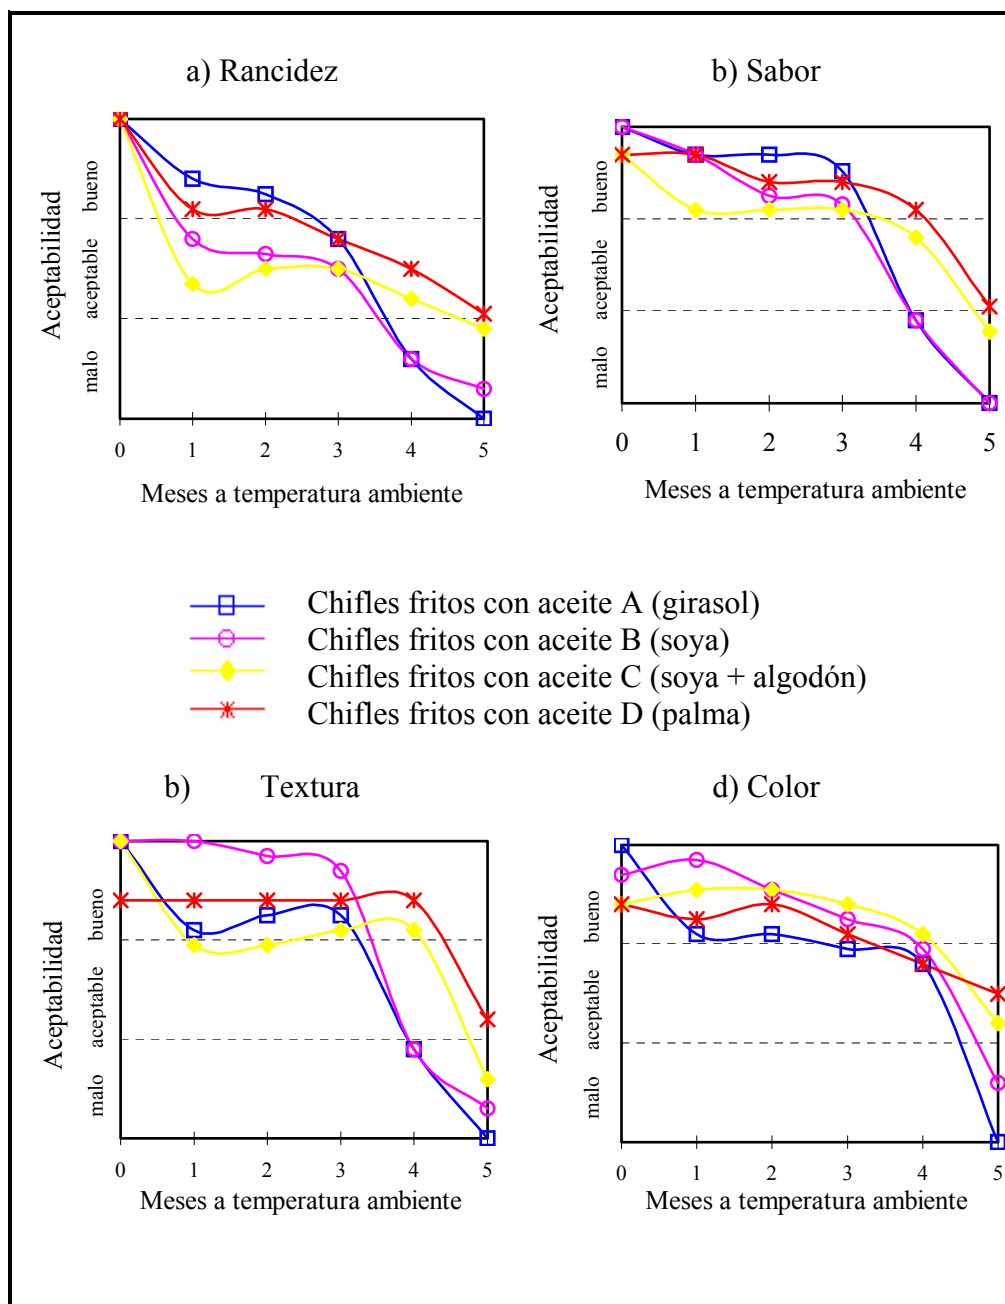 a) Rancidez
b) Sabor
Aceptabilidad
malo aceptable bueno
0 1 2 3 4 5
Meses a temperatura ambiente
Aceptabilidad
malo aceptable bueno
0 1 2 3 4 5
Meses a temperatura ambiente
Chifles fritos con aceite A (girasol)
Chifles fritos con aceite B (soya)
Chifles fritos con aceite C (soya + algodón)
Chifles fritos con aceite D (palma)
b) Textura
d) Color
Aceptabilidad
malo aceptable bueno
0 1 2 3 4 5
Meses a temperatura ambiente
Aceptabilidad
malo aceptable bueno
0 1 2 3 4 5
Meses a temperatura ambiente